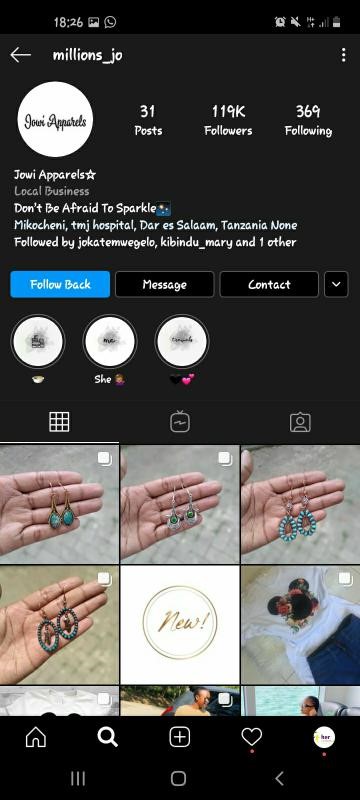 18:26
millions_jo
Jowi Apparels
31 119K 369
Posts Followers Following
Jowi Apparels☆
Local Business
Don't Be Afraid To Sparkle🌠
Mikocheni, tmj hospital, Dar es Salaam, Tanzania None
Followed by jokatemwegelo, kibindu_mary and 1 other
Follow Back Message Contact
me
She
New!
her